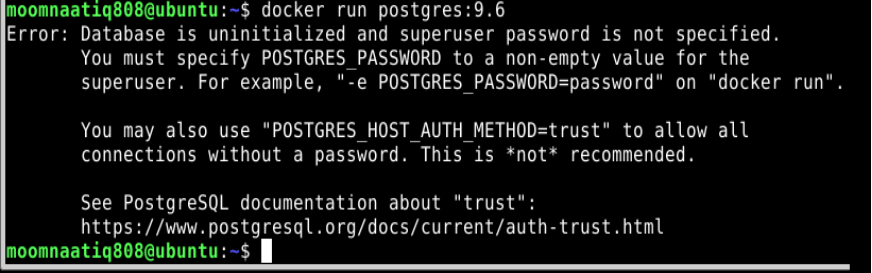 moomnaatiq808@ubuntu:~$ docker run postgres:9.6
Error: Database is uninitialized and superuser password is not specified.
You must specify POSTGRES_PASSWORD to a non-empty value for the
superuser. For example, "-e POSTGRES_PASSWORD=password" on "docker run".
You may also use "POSTGRES_HOST_AUTH_METHOD=trust" to allow all
connections without a password. This is *not* recommended.
See PostgreSQL documentation about "trust":
https://www.postgresql.org/docs/current/auth-trust.html
moomnaatiq808@ubuntu:~$